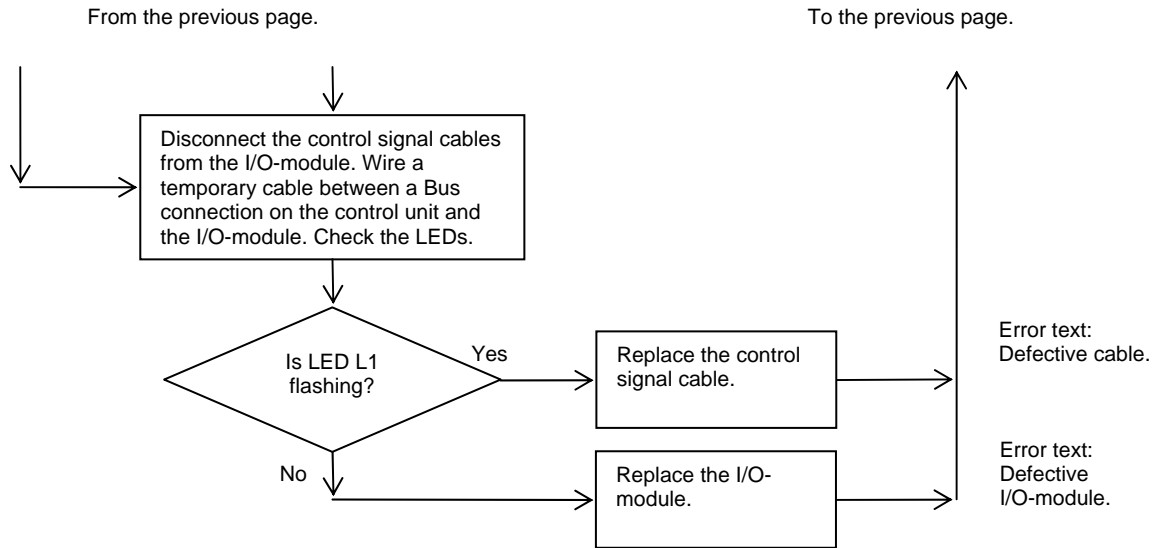 From the previous page.
To the previous page.
Disconnect the control signal cables
from the I/O-module. Wire a
temporary cable between a Bus
connection on the control unit and
the I/O-module. Check the LEDs.
Is LED L1
flashing?
Yes
Replace the control
signal cable.
Error text:
Defective cable.
No
Replace the I/O-
module.
Error text:
Defective
I/O-module.